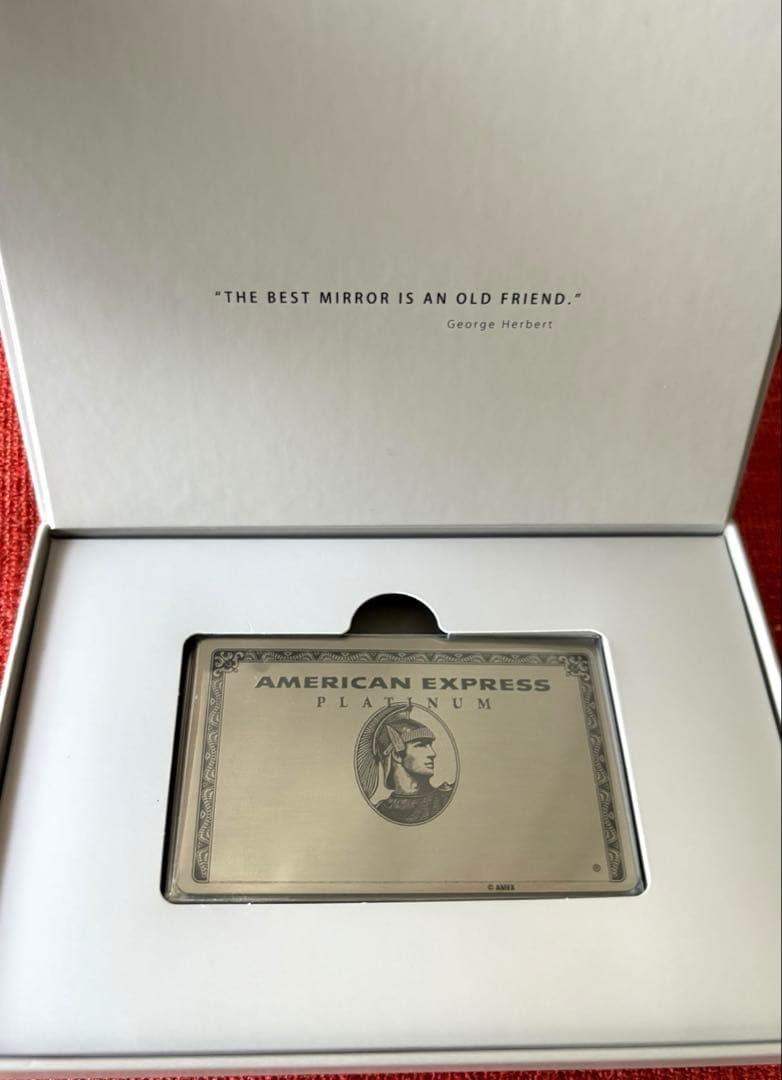 “THE BEST MIRROR IS AN OLD FRIEND.”
George Herbert
AMERICAN EXPRESS
PLATINUM
®
© AMEX